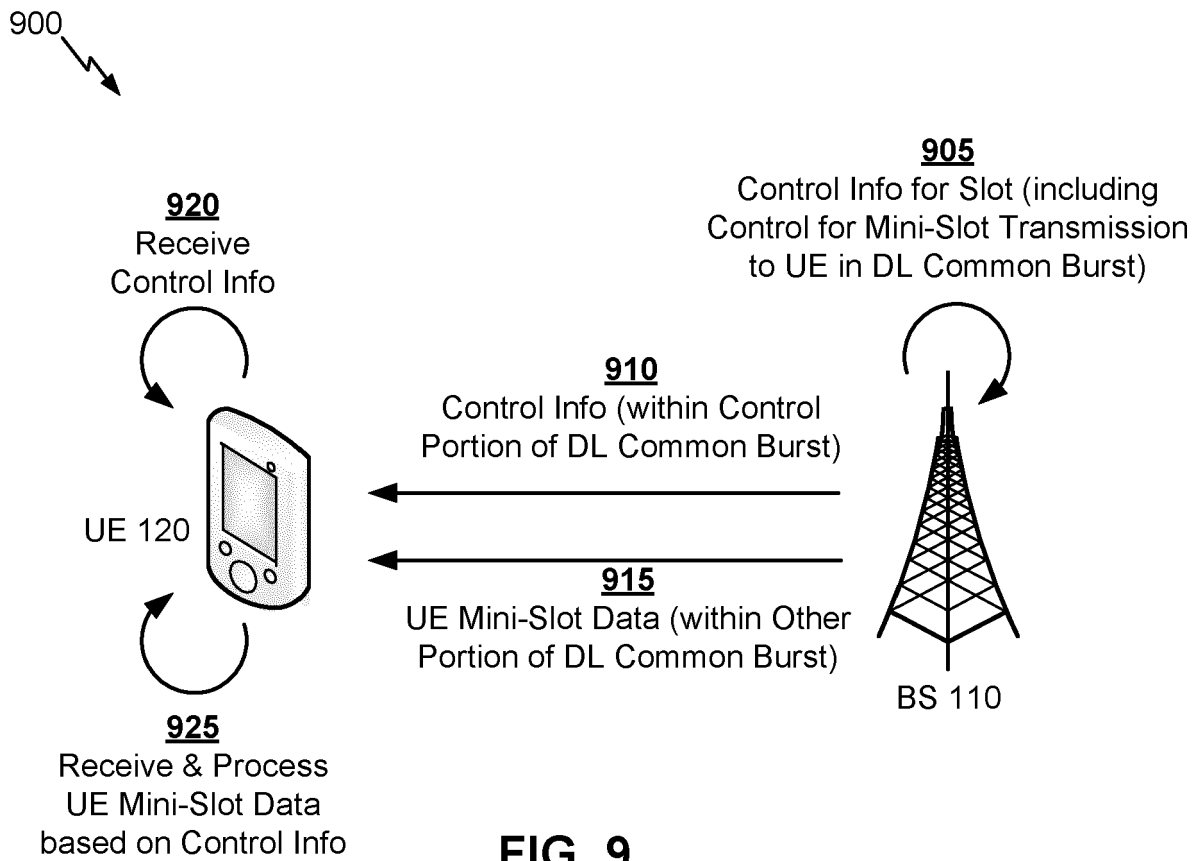 900
905
Control Info for Slot (including
Control for Mini-Slot Transmission
to UE in DL Common Burst)
920
Receive
Control Info
910
Control Info (within Control
Portion of DL Common Burst)
UE 120
915
UE Mini-Slot Data (within Other
Portion of DL Common Burst)
BS 110
925
Receive & Process
UE Mini-Slot Data
based on Control Info
FIG. 9